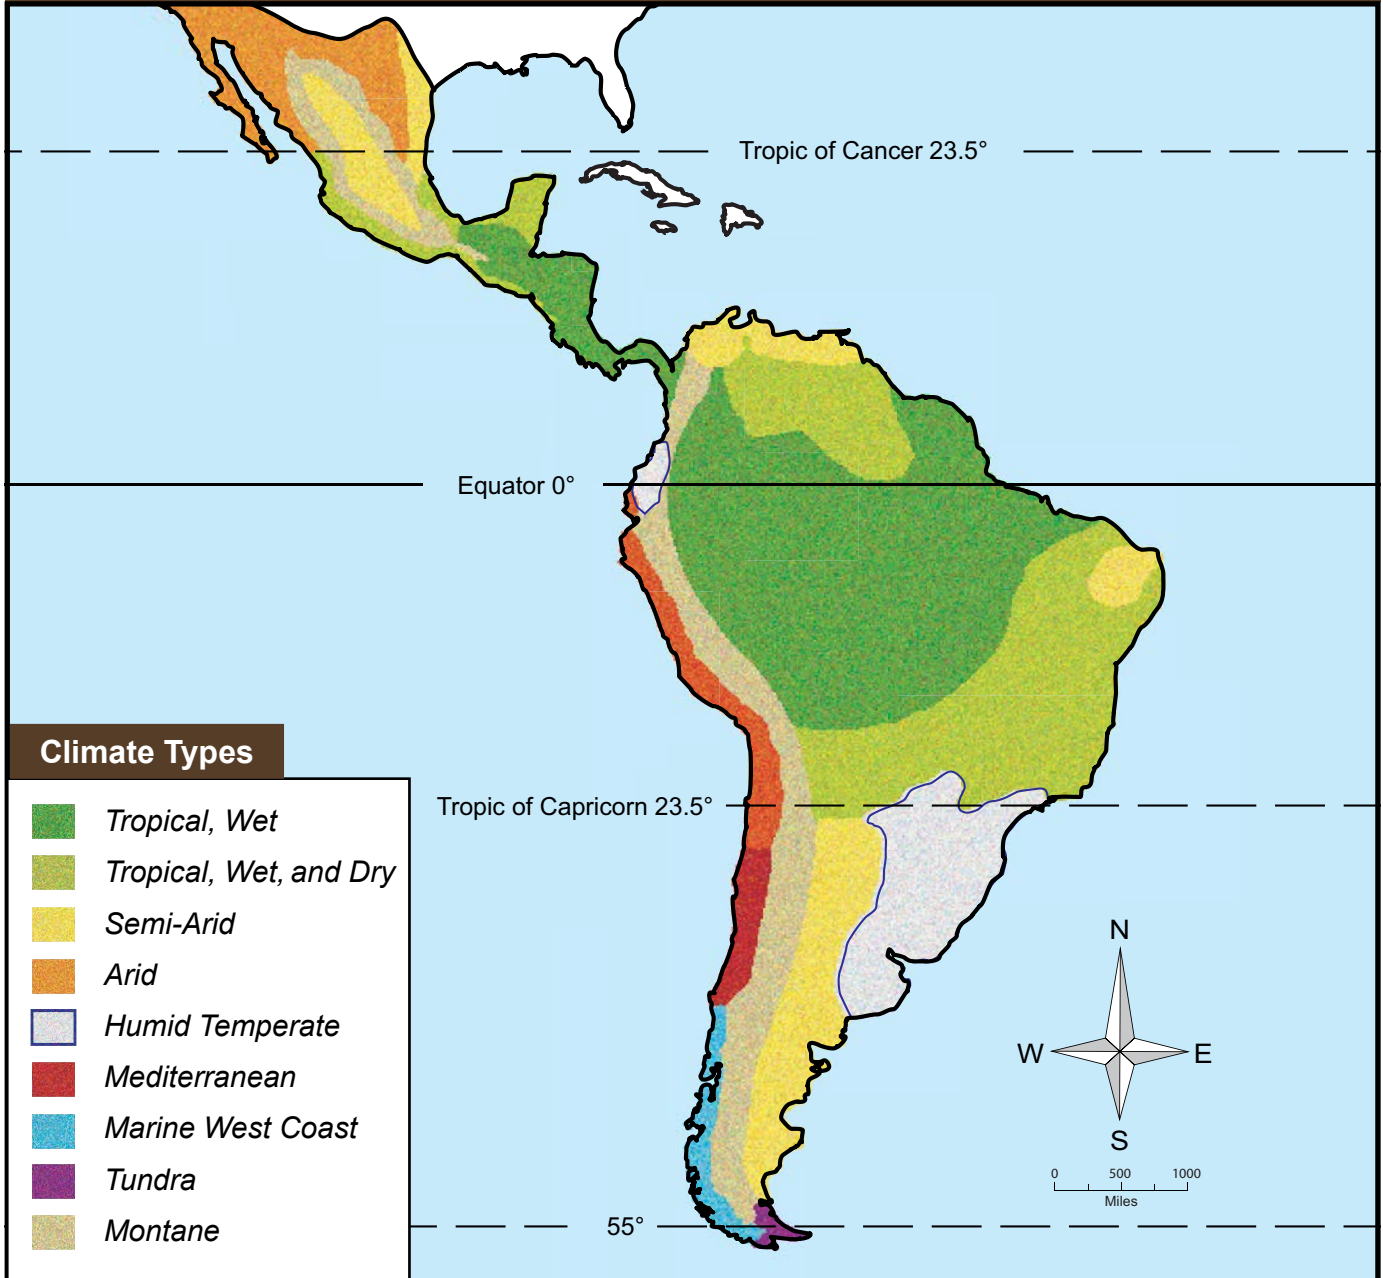 Tropic of Cancer 23.5°
Equator 0°
Tropic of Capricorn 23.5°
55°
Climate Types
Tropical, Wet
Tropical, Wet, and Dry
Semi-Arid
Arid
Humid Temperate
Mediterranean
Marine West Coast
Tundra
Montane
N
W E
S
0 500 1000
Miles